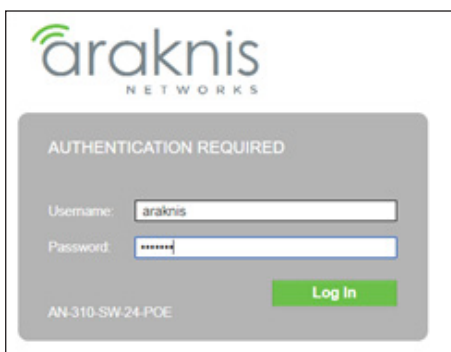 araknis
NETWORKS
AUTHENTICATION REQUIRED
Username: araknis
Password: •••••••
Log In
AN-310-SW-24-POE